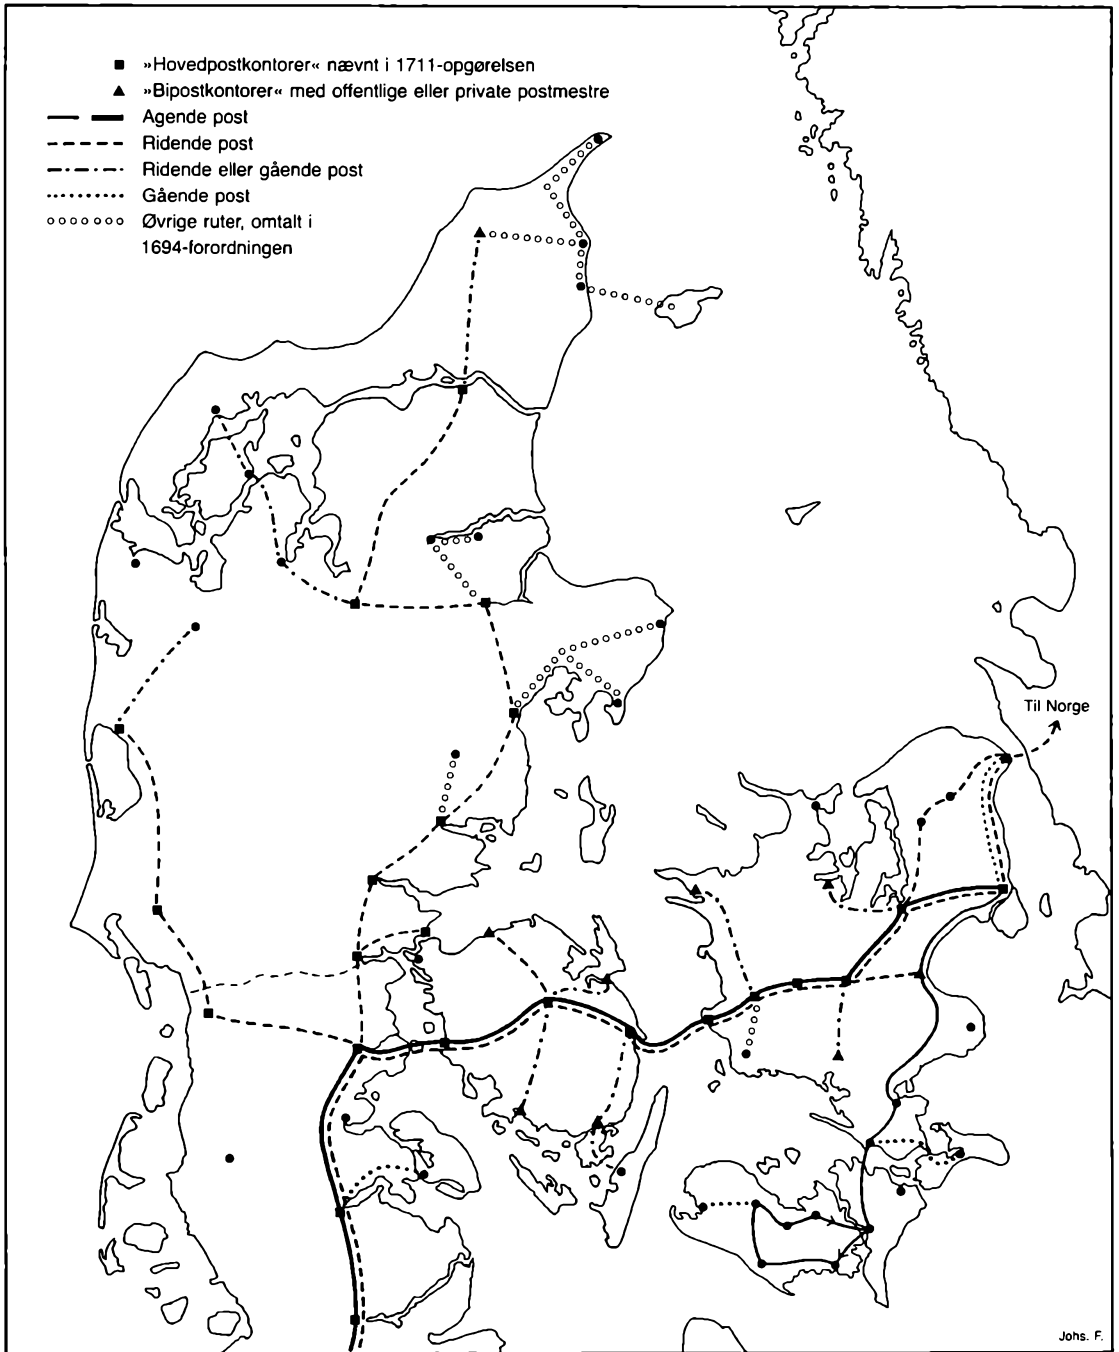 »Hovedpostkontorer« nævnt i 1711-opgørelsen
»Bipostkontorer« med offentlige eller private postmestre
Agende post
Ridende post
Ridende eller gående post
Gående post
Øvrige ruter, omtalt i
1694-forordningen
Til Norge
Johs. F.